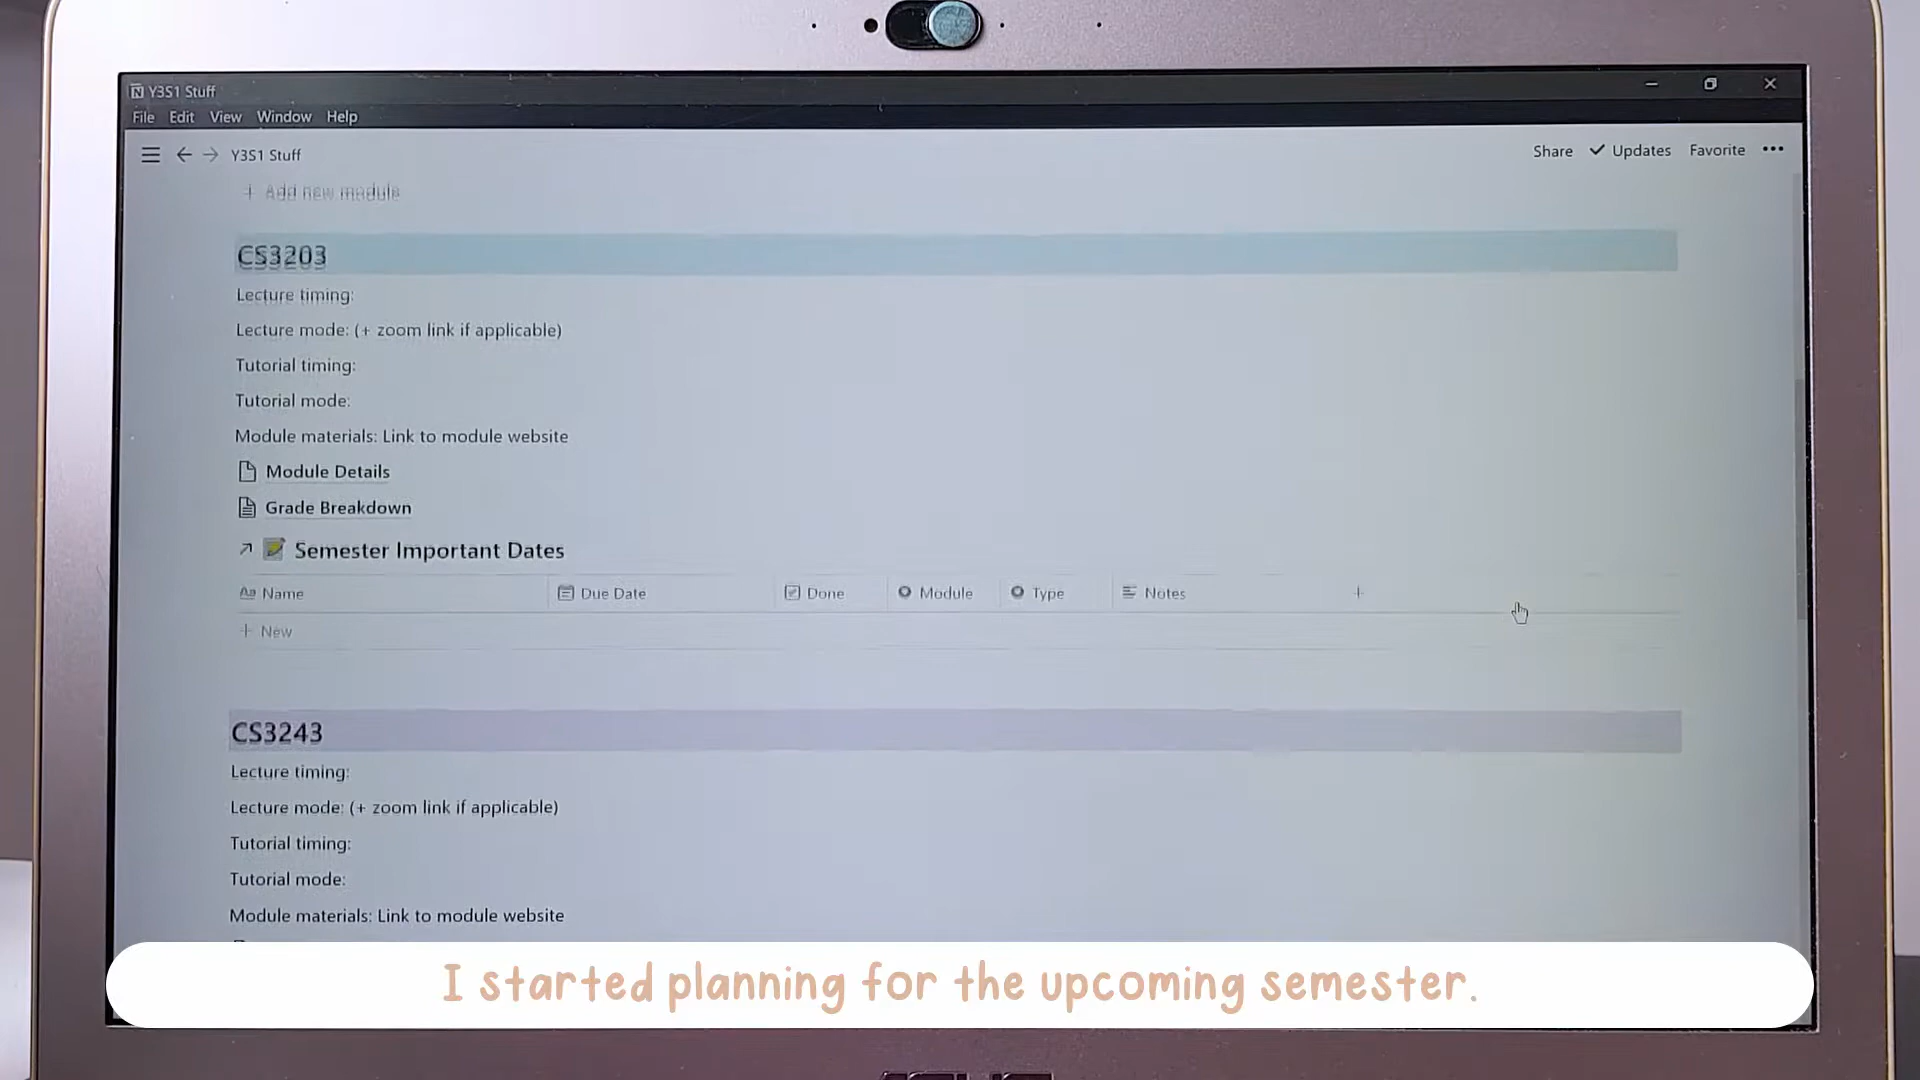 Y3S1 Stuff
File Edit View Window Help
Y3S1 Stuff Share Updates Favorite
+ Add new module
CS3203
Lecture timing:
Lecture mode: (+ zoom link if applicable)
Tutorial timing:
Tutorial mode:
Module materials: Link to module website
Module Details
Grade Breakdown
Semester Important Dates
Aa Name Due Date Done Module Type Notes +
+ New
CS3243
Lecture timing:
Lecture mode: (+ zoom link if applicable)
Tutorial timing:
Tutorial mode:
Module materials: Link to module website
I started planning for the upcoming semester.